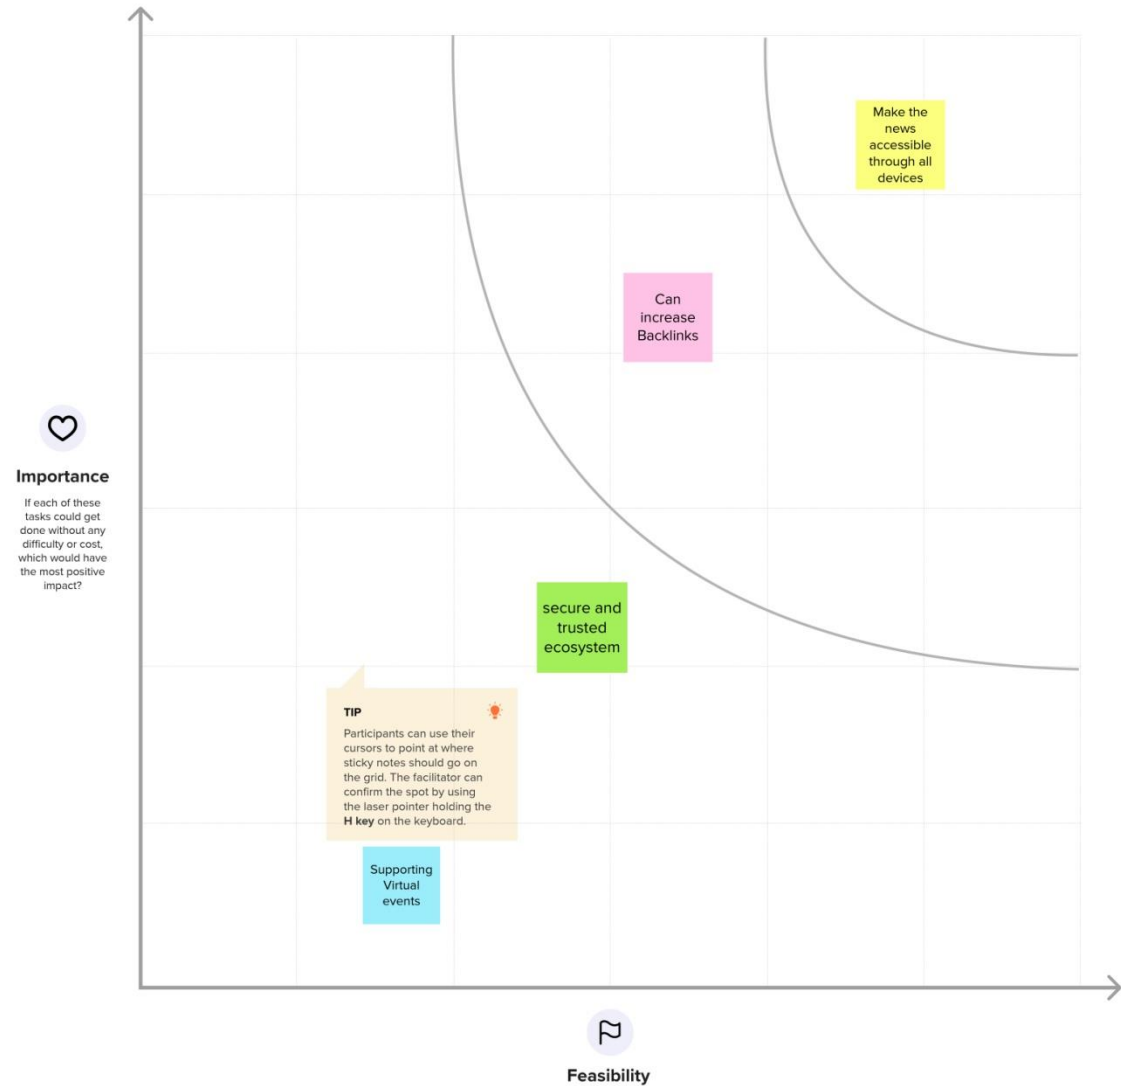 Make the
news
accessible
through all
devices
Can
increase
Backlinks
Importance
If each of these
tasks could get
done without any
difficulty or cost,
which would have
the most positive
impact?
secure and
trusted
ecosystem
TIP
Participants can use their
cursors to point at where
sticky notes should go on
the grid. The facilitator can
confirm the spot by using
the laser pointer holding the
H key on the keyboard.
Supporting
Virtual
events
Feasibility